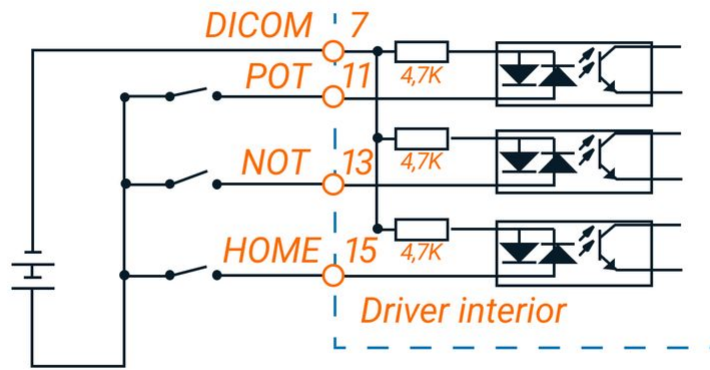 DICOM 7
POT 11
4,7K
NOT 13
4,7K
HOME 15
4,7K
Driver interior